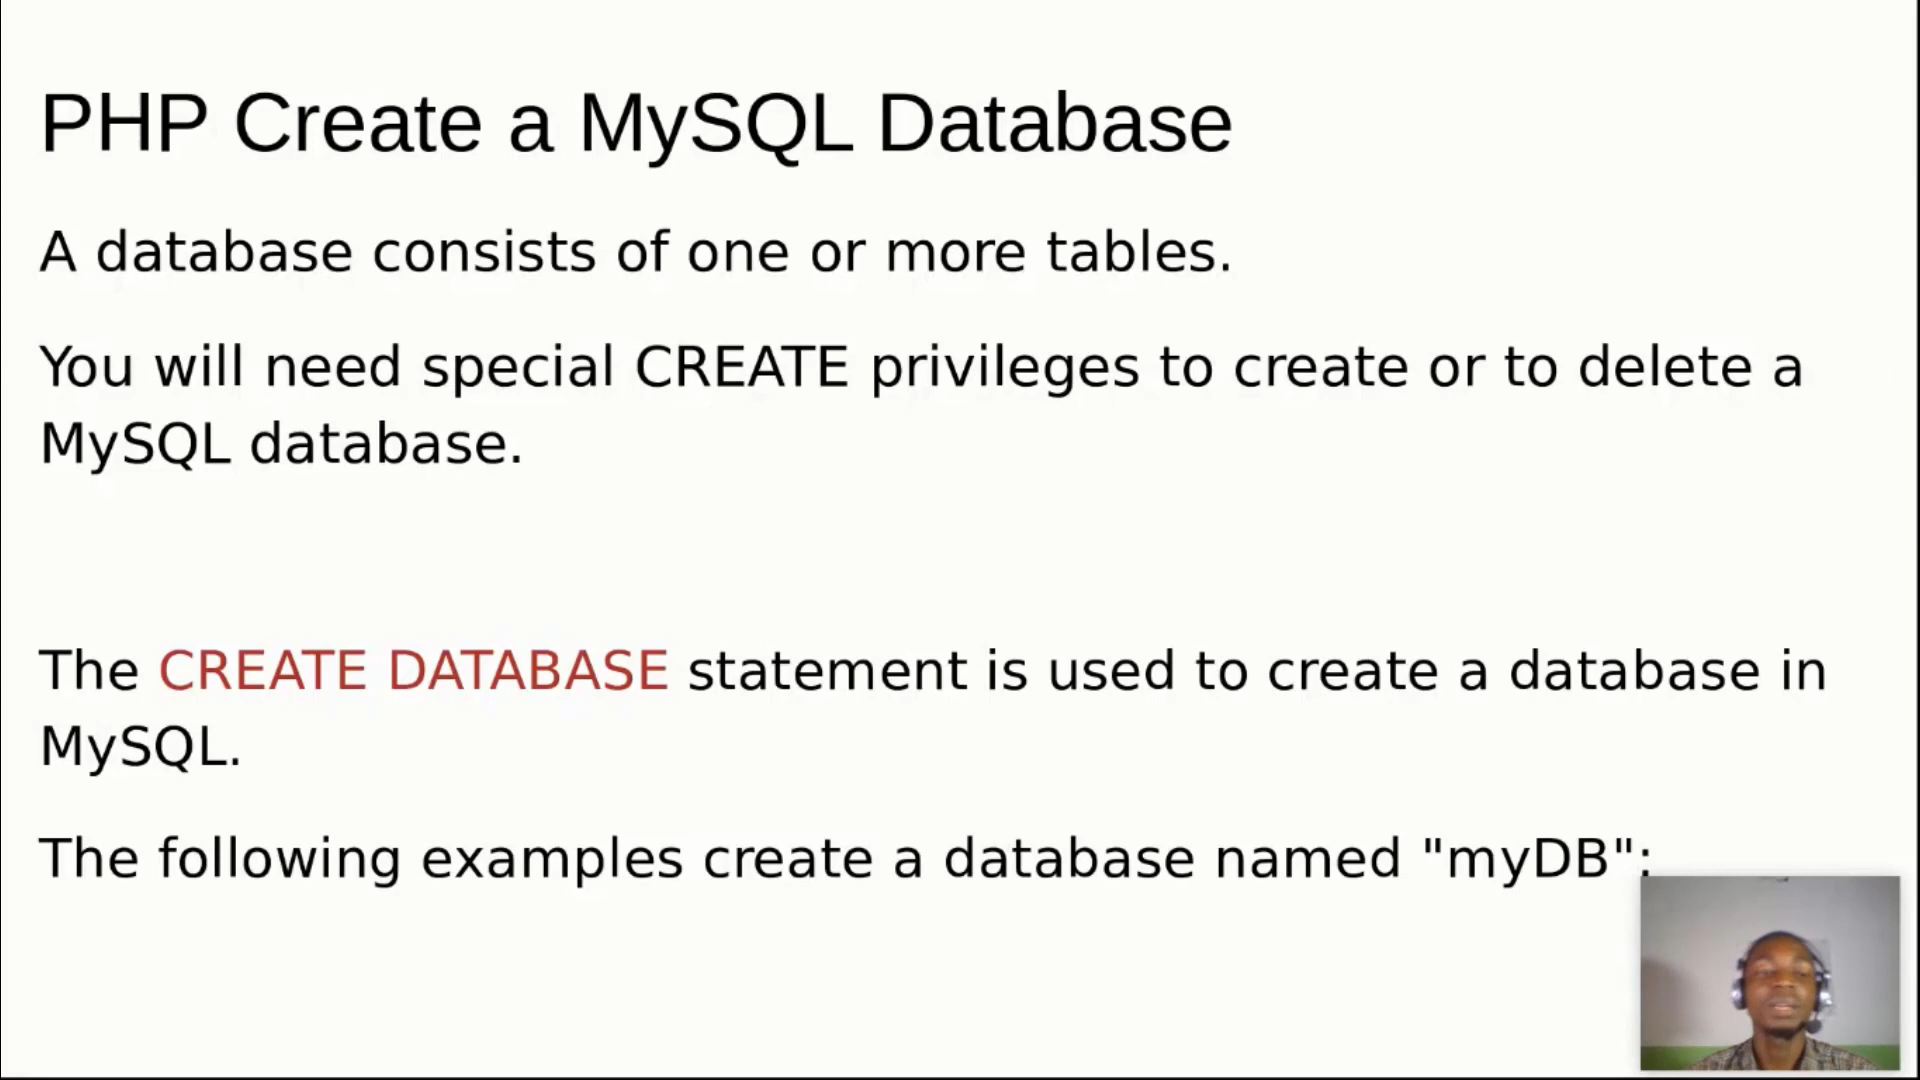 PHP Create a MySQL Database
A database consists of one or more tables.
You will need special CREATE privileges to create or to delete a
MySQL database.
The CREATE DATABASE statement is used to create a database in
MySQL.
The following examples create a database named "myDB":